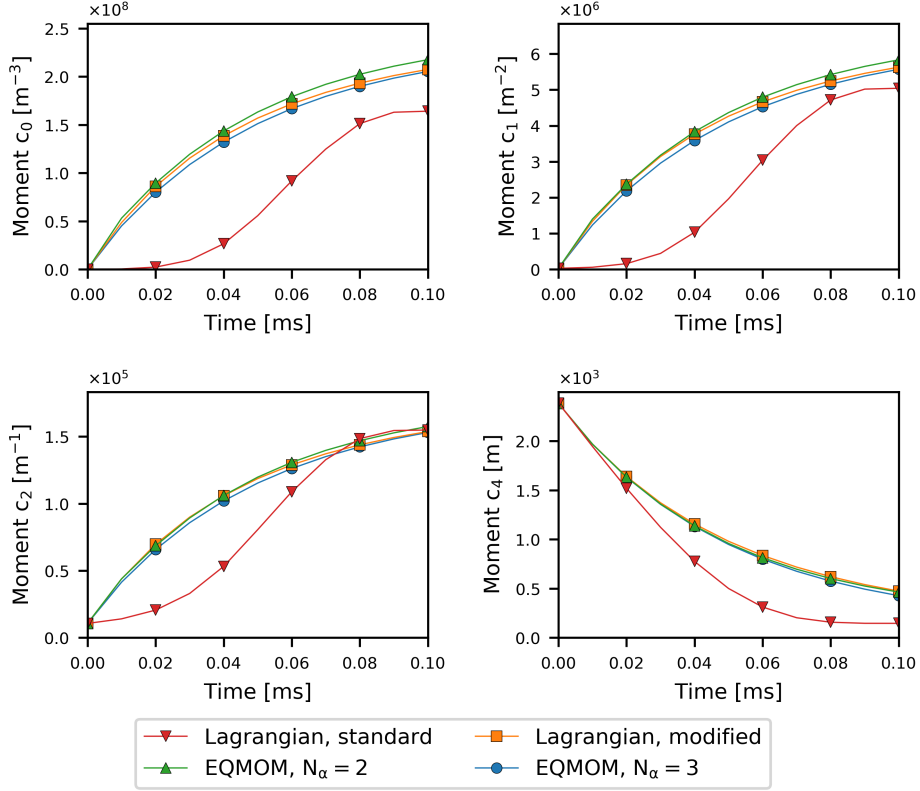 ×10⁸
2.5
2.0
1.5
1.0
0.5
0.0
Moment c₀ [m⁻³]
0.00 0.02 0.04 0.06 0.08 0.10
Time [ms]
×10⁶
6
5
4
3
2
1
0
Moment c₁ [m⁻²]
0.00 0.02 0.04 0.06 0.08 0.10
Time [ms]
×10⁵
1.5
1.0
0.5
0.0
Moment c₂ [m⁻¹]
0.00 0.02 0.04 0.06 0.08 0.10
Time [ms]
×10³
2.0
1.5
1.0
0.5
0.0
Moment c₄ [m]
0.00 0.02 0.04 0.06 0.08 0.10
Time [ms]
Lagrangian, standard
EQMOM, Nα = 2
Lagrangian, modified
EQMOM, Nα = 3